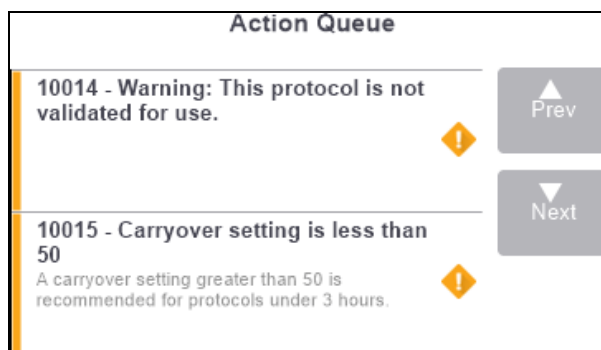 Action Queue
10014 - Warning: This protocol is not
validated for use.
Prev
Next
10015 - Carryover setting is less than
50
A carryover setting greater than 50 is
recommended for protocols under 3 hours.